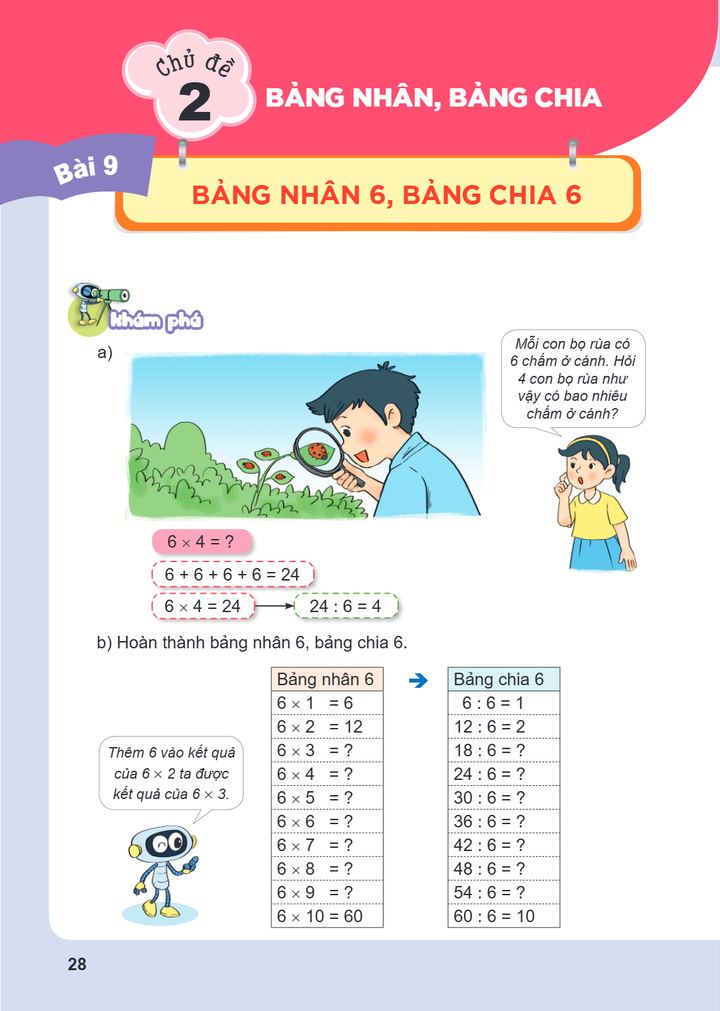 Chủ đề
2
BẢNG NHÂN, BẢNG CHIA
Bài 9
BẢNG NHÂN 6, BẢNG CHIA 6
Khám phá
a)
Mỗi con bọ rùa có
6 chấm ở cánh. Hỏi
4 con bọ rùa như
vậy có bao nhiêu
chấm ở cánh?
6 × 4 = ?
6 + 6 + 6 + 6 = 24
6 × 4 = 24
24 : 6 = 4
b) Hoàn thành bảng nhân 6, bảng chia 6.
Thêm 6 vào kết quả
của 6 × 2 ta được
kết quả của 6 × 3.
Bảng nhân 6
6 × 1 = 6
6 × 2 = 12
6 × 3 = ?
6 × 4 = ?
6 × 5 = ?
6 × 6 = ?
6 × 7 = ?
6 × 8 = ?
6 × 9 = ?
6 × 10 = 60
Bảng chia 6
6 : 6 = 1
12 : 6 = 2
18 : 6 = ?
24 : 6 = ?
30 : 6 = ?
36 : 6 = ?
42 : 6 = ?
48 : 6 = ?
54 : 6 = ?
60 : 6 = 10
28